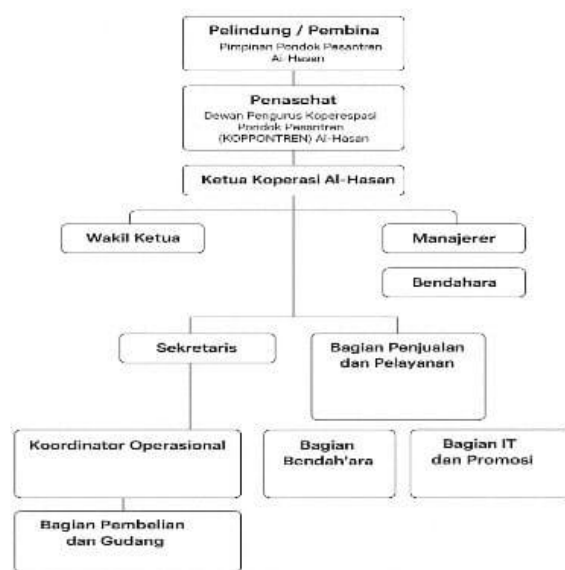 Pelindung / Pembina
Pimpinan Pondok Pesantren
Al-Hasan
Penasehat
Dewan Pengurus Koperespasi
Pondok Pesantren
(KOPPONTREN) Al-Hasan
Ketua Koperasi Al-Hasan
Wakil Ketua
Manajerer
Bendahara
Sekretaris
Bagian Penjualan
dan Pelayanan
Koordinator Operasional
Bagian
Bendah'ara
Bagian IT
dan Promosi
Bagian Pembelian
dan Gudang